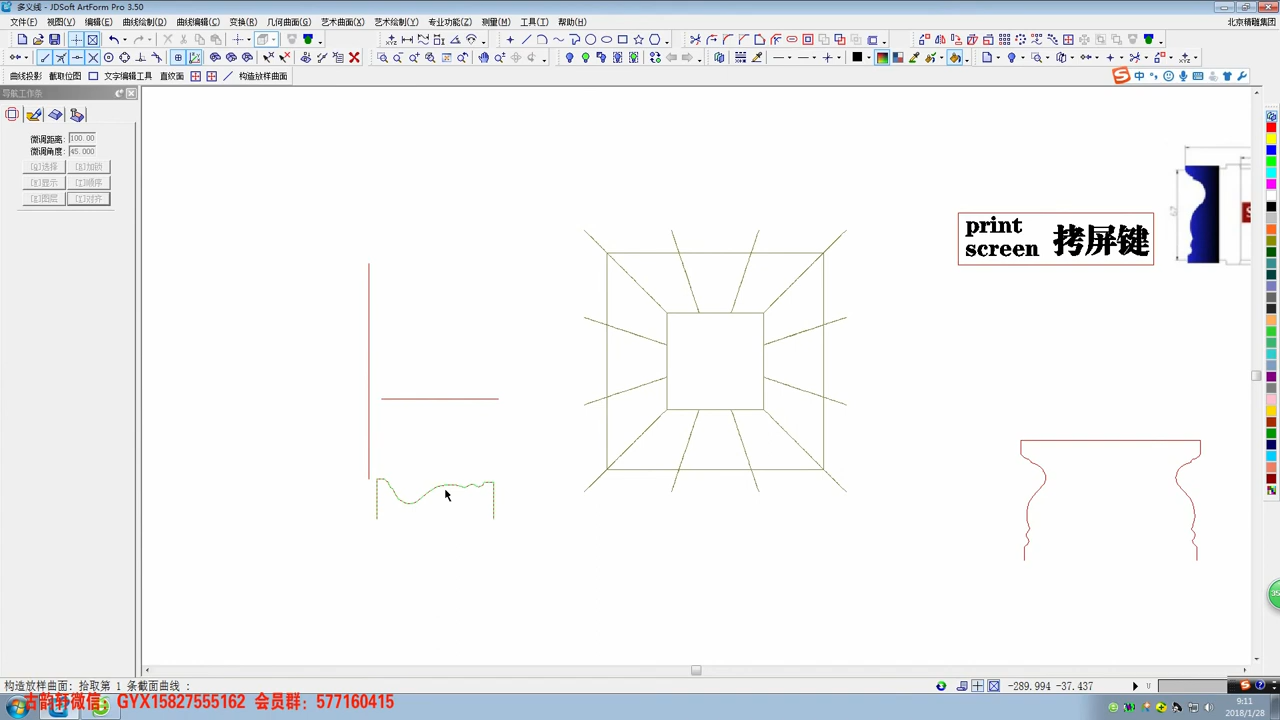 多义线 - JDSoft ArtForm Pro 3.50
文件(F) 视图(V) 编辑(E) 曲线绘制(D) 曲线编辑(C) 变换(R) 几何曲面(G) 艺术曲面(X) 艺术绘制(Y) 专业功能(Z) 测量(M) 工具(T) 帮助(H) 北京精雕集团
曲线投影 截取位图 文字编辑工具 直纹面 构造放样曲面
中
导航工作条
微调距离: 100.00
微调角度: 45.000
[Q]选择
[Z]顺序
print
screen 拷屏键
构造放样曲面: 拾取第 1 条截面曲线 :
-289.994 -37.437
古韵轩微信: GYX15827555162 会员群: 577160415
35
9:11
2018/1/28